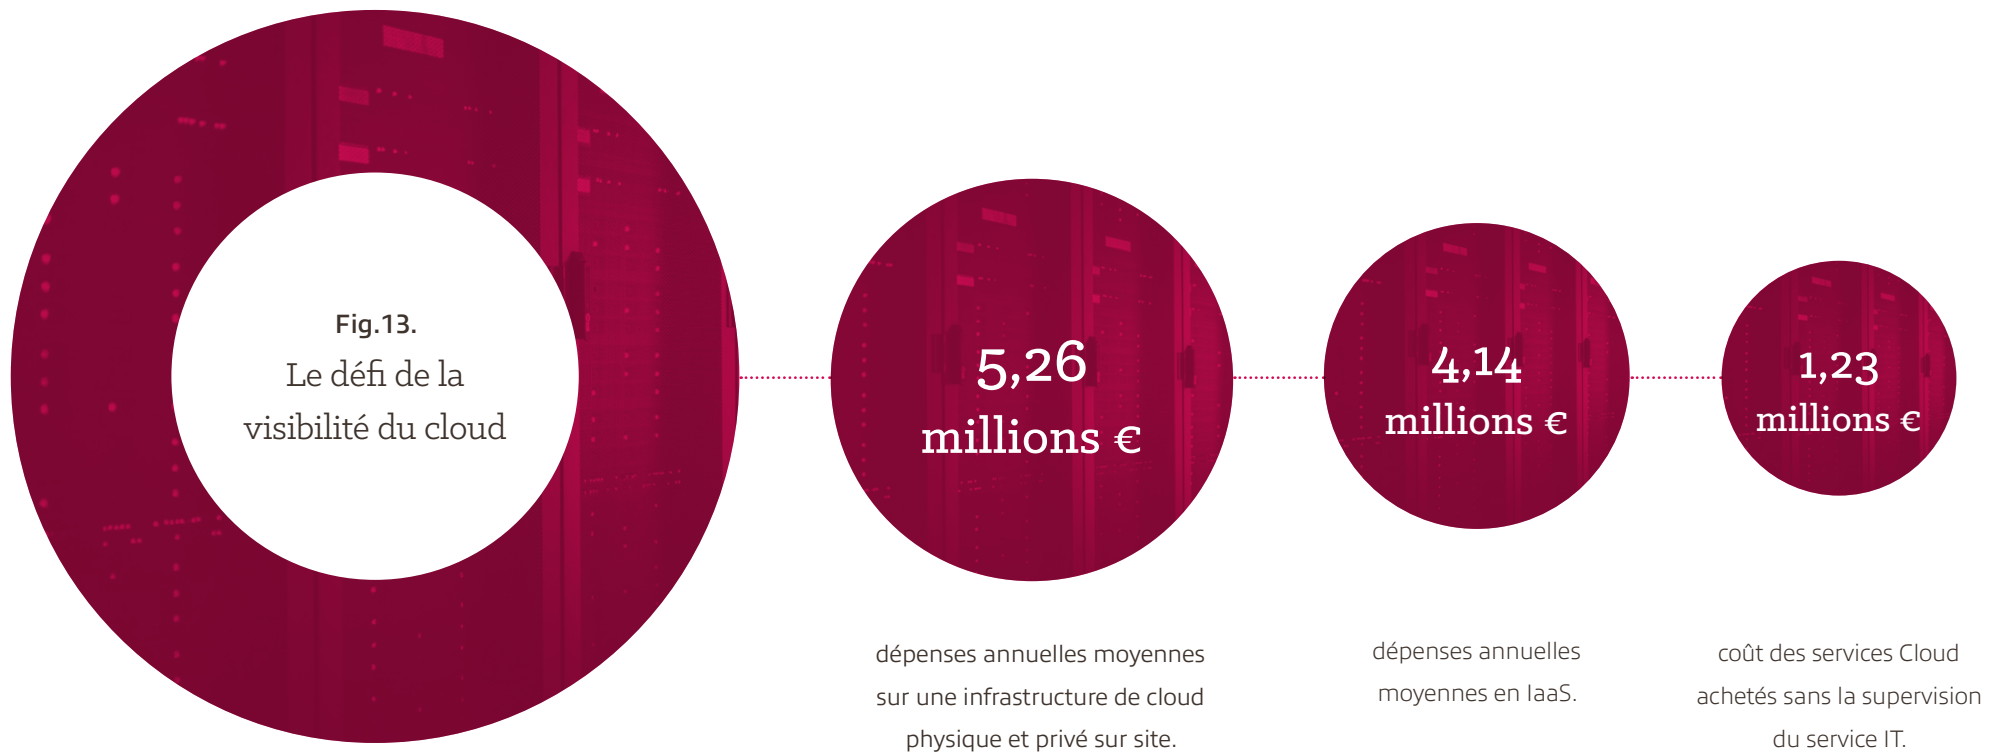 Fig.13.
Le défi de la
visibilité du cloud
5,26
millions €
dépenses annuelles moyennes
sur une infrastructure de cloud
physique et privé sur site.
4,14
millions €
dépenses annuelles
moyennes en IaaS.
1,23
millions €
coût des services Cloud
achetés sans la supervision
du service IT.